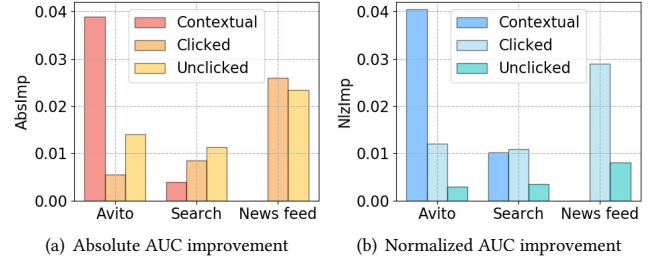 AbsImp
0.04
0.03
0.02
0.01
0.00
Contextual
Clicked
Unclicked
Avito
Search
News feed
(a) Absolute AUC improvement
NlzImp
0.04
0.03
0.02
0.01
0.00
Contextual
Clicked
Unclicked
Avito
Search
News feed
(b) Normalized AUC improvement